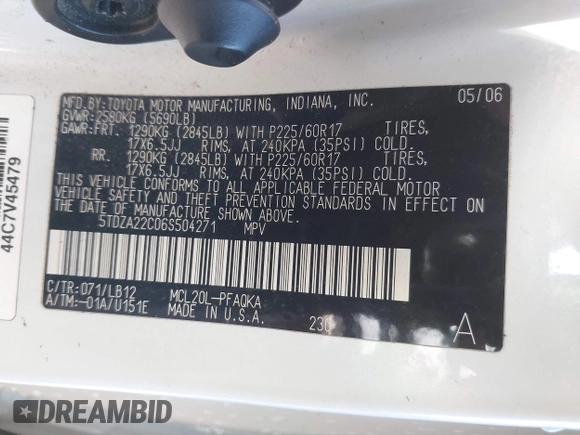 MFD.BY:TOYOTA MOTOR MANUFACTURING, INDIANA, INC. 05/06
GVWR:2580KG (5690LB)
GAWR:FRT. 1290KG (2845LB) WITH P225/60R17 TIRES,
17X6.5JJ RIMS, AT 240KPA (35PSI) COLD.
RR. 1290KG (2845LB) WITH P225/60R17 TIRES,
17X6.5JJ RIMS, AT 240KPA (35PSI) COLD.
THIS VEHICLE CONFORMS TO ALL APPLICABLE FEDERAL MOTOR
VEHICLE SAFETY AND THEFT PREVENTION STANDARDS IN EFFECT ON
THE DATE OF MANUFACTURE SHOWN ABOVE.
5TDZA22C06S504271 MPV
C/TR:071/LB12 MCL20L-PFAQKA
A/TM:-01A/U151E MADE IN U.S.A. 230 A
44C7V45479
DREAMBID